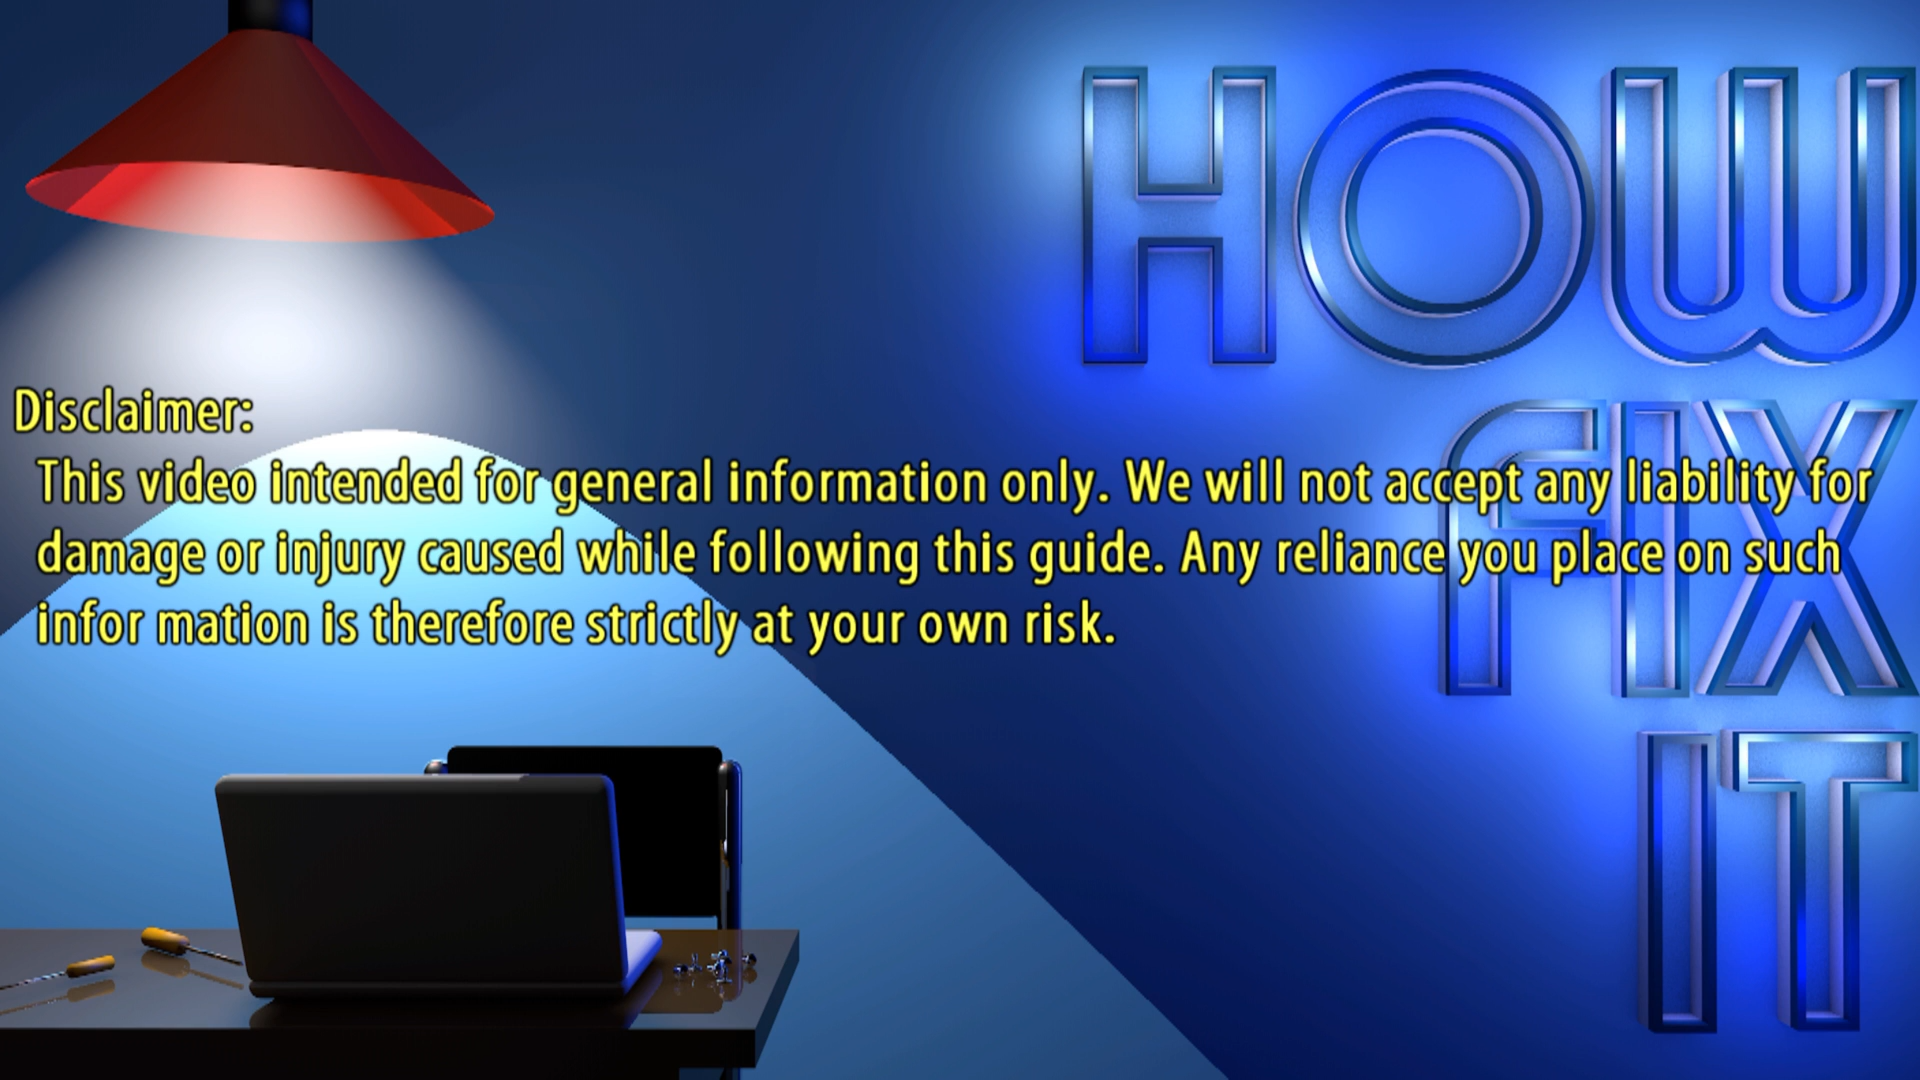 HOW
FIX
IT
Disclaimer:
This video intended for general information only. We will not accept any liability for
damage or injury caused while following this guide. Any reliance you place on such
infor mation is therefore strictly at your own risk.